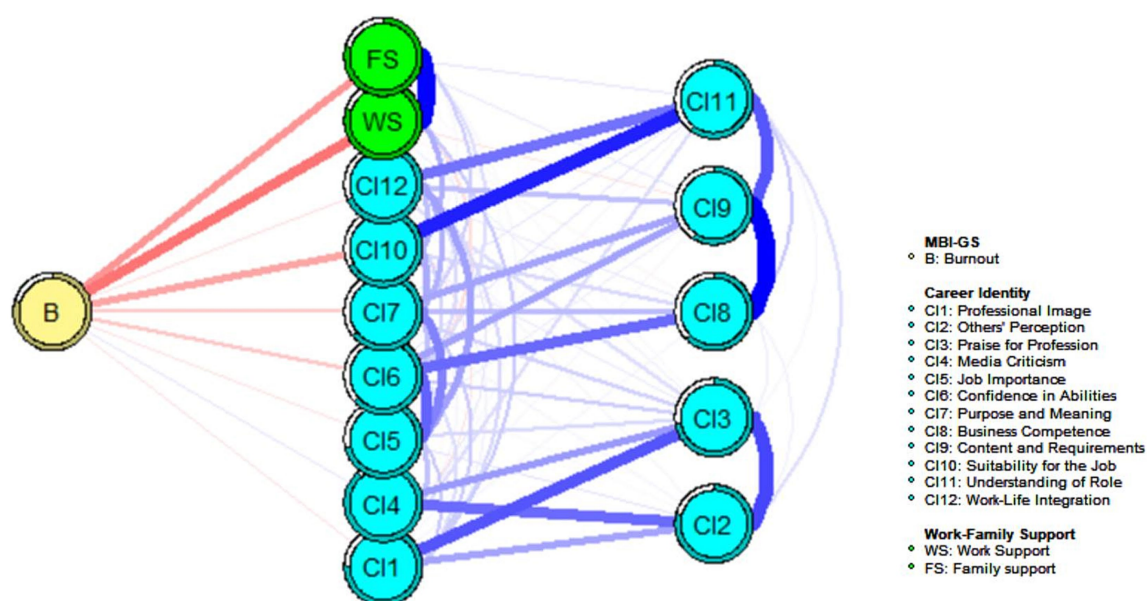 B
FS
WS
CI12
CI10
CI7
CI6
CI5
CI4
CI1
CI11
CI9
CI8
CI3
CI2
MBI-GS
B: Burnout
Career Identity
CI1: Professional Image
CI2: Others' Perception
CI3: Praise for Profession
CI4: Media Criticism
CI5: Job Importance
CI6: Confidence in Abilities
CI7: Purpose and Meaning
CI8: Business Competence
CI9: Content and Requirements
CI10: Suitability for the Job
CI11: Understanding of Role
CI12: Work-Life Integration
Work-Family Support
WS: Work Support
FS: Family support